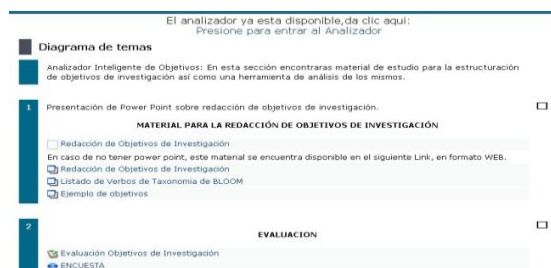 El analizador ya esta disponible,da clic aqui:
Presione para entrar al Analizador
Diagrama de temas
Analizador Inteligente de Objetivos: En esta sección encontraras material de estudio para la estructuración
de objetivos de investigación así como una herramienta de análisis de los mismos.
1 Presentación de Power Point sobre redacción de objetivos de investigación.
MATERIAL PARA LA REDACCIÓN DE OBJETIVOS DE INVESTIGACIÓN
Redacción de Objetivos de Investigación
En caso de no tener power point, este material se encuentra disponible en el siguiente Link, en formato WEB.
Redacción de Objetivos de Investigación
Listado de Verbos de Taxonomia de BLOOM
Ejemplo de objetivos
2
EVALUACION
Evaluación Objetivos de Investigación
ENCUESTA